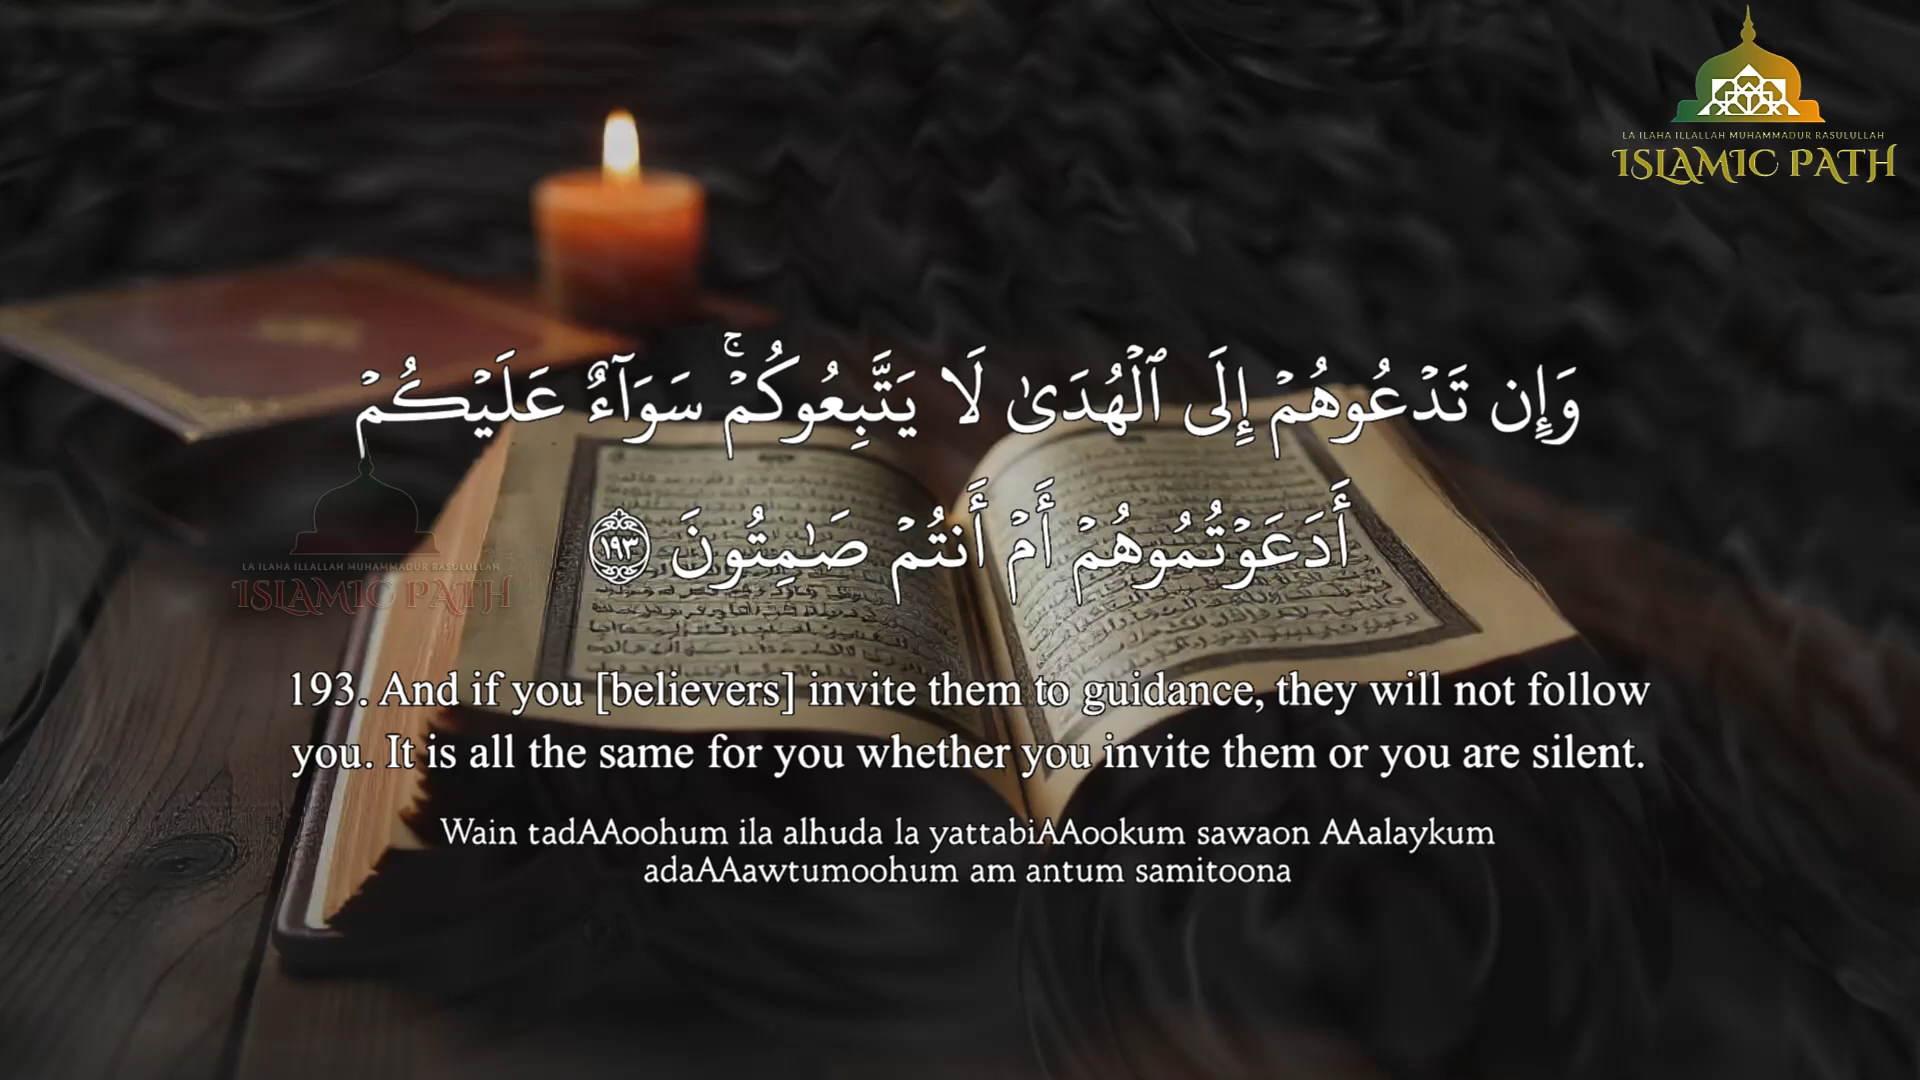 LA ILAHA ILLALLAH MUHAMMADUR RASULULLAH
ISLAMIC PATH
وَإِن تَدۡعُوهُمۡ إِلَى ٱلۡهُدَىٰ لَا يَتَّبِعُوكُمۡۚ سَوَآءٌ عَلَيۡكُمۡ
أَدَعَوۡتُمُوهُمۡ أَمۡ أَنتُمۡ صَٰمِتُونَ ١٩٣
LA ILAHA ILLALLAH MUHAMMADUR RASULULLAH
ISLAMIC PATH
193. And if you [believers] invite them to guidance, they will not follow
you. It is all the same for you whether you invite them or you are silent.
Wain tadAAoohum ila alhuda la yattabiAAookum sawaon AAalaykum
adaAAawtumoohum am antum samitoona